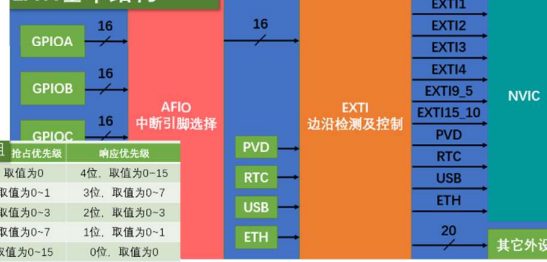 EXTI1
16
16
EXTI2
GPIOA
EXTI3
16
EXTI4
GPIOB
AFIO
中断引脚选择
EXTI
边沿检测及控制
EXTI9_5
NVIC
16
EXTI15_10
GPIOC
PVD
PVD
RTC
RTC
USB
USB
ETH
ETH
20
其它外设
组 抢占优先级 响应优先级
取值为0 4位，取值为0~15
取值为0~1 3位，取值为0~7
取值为0~3 2位，取值为0~3
取值为0~7 1位，取值为0~1
取值为0~15 0位，取值为0